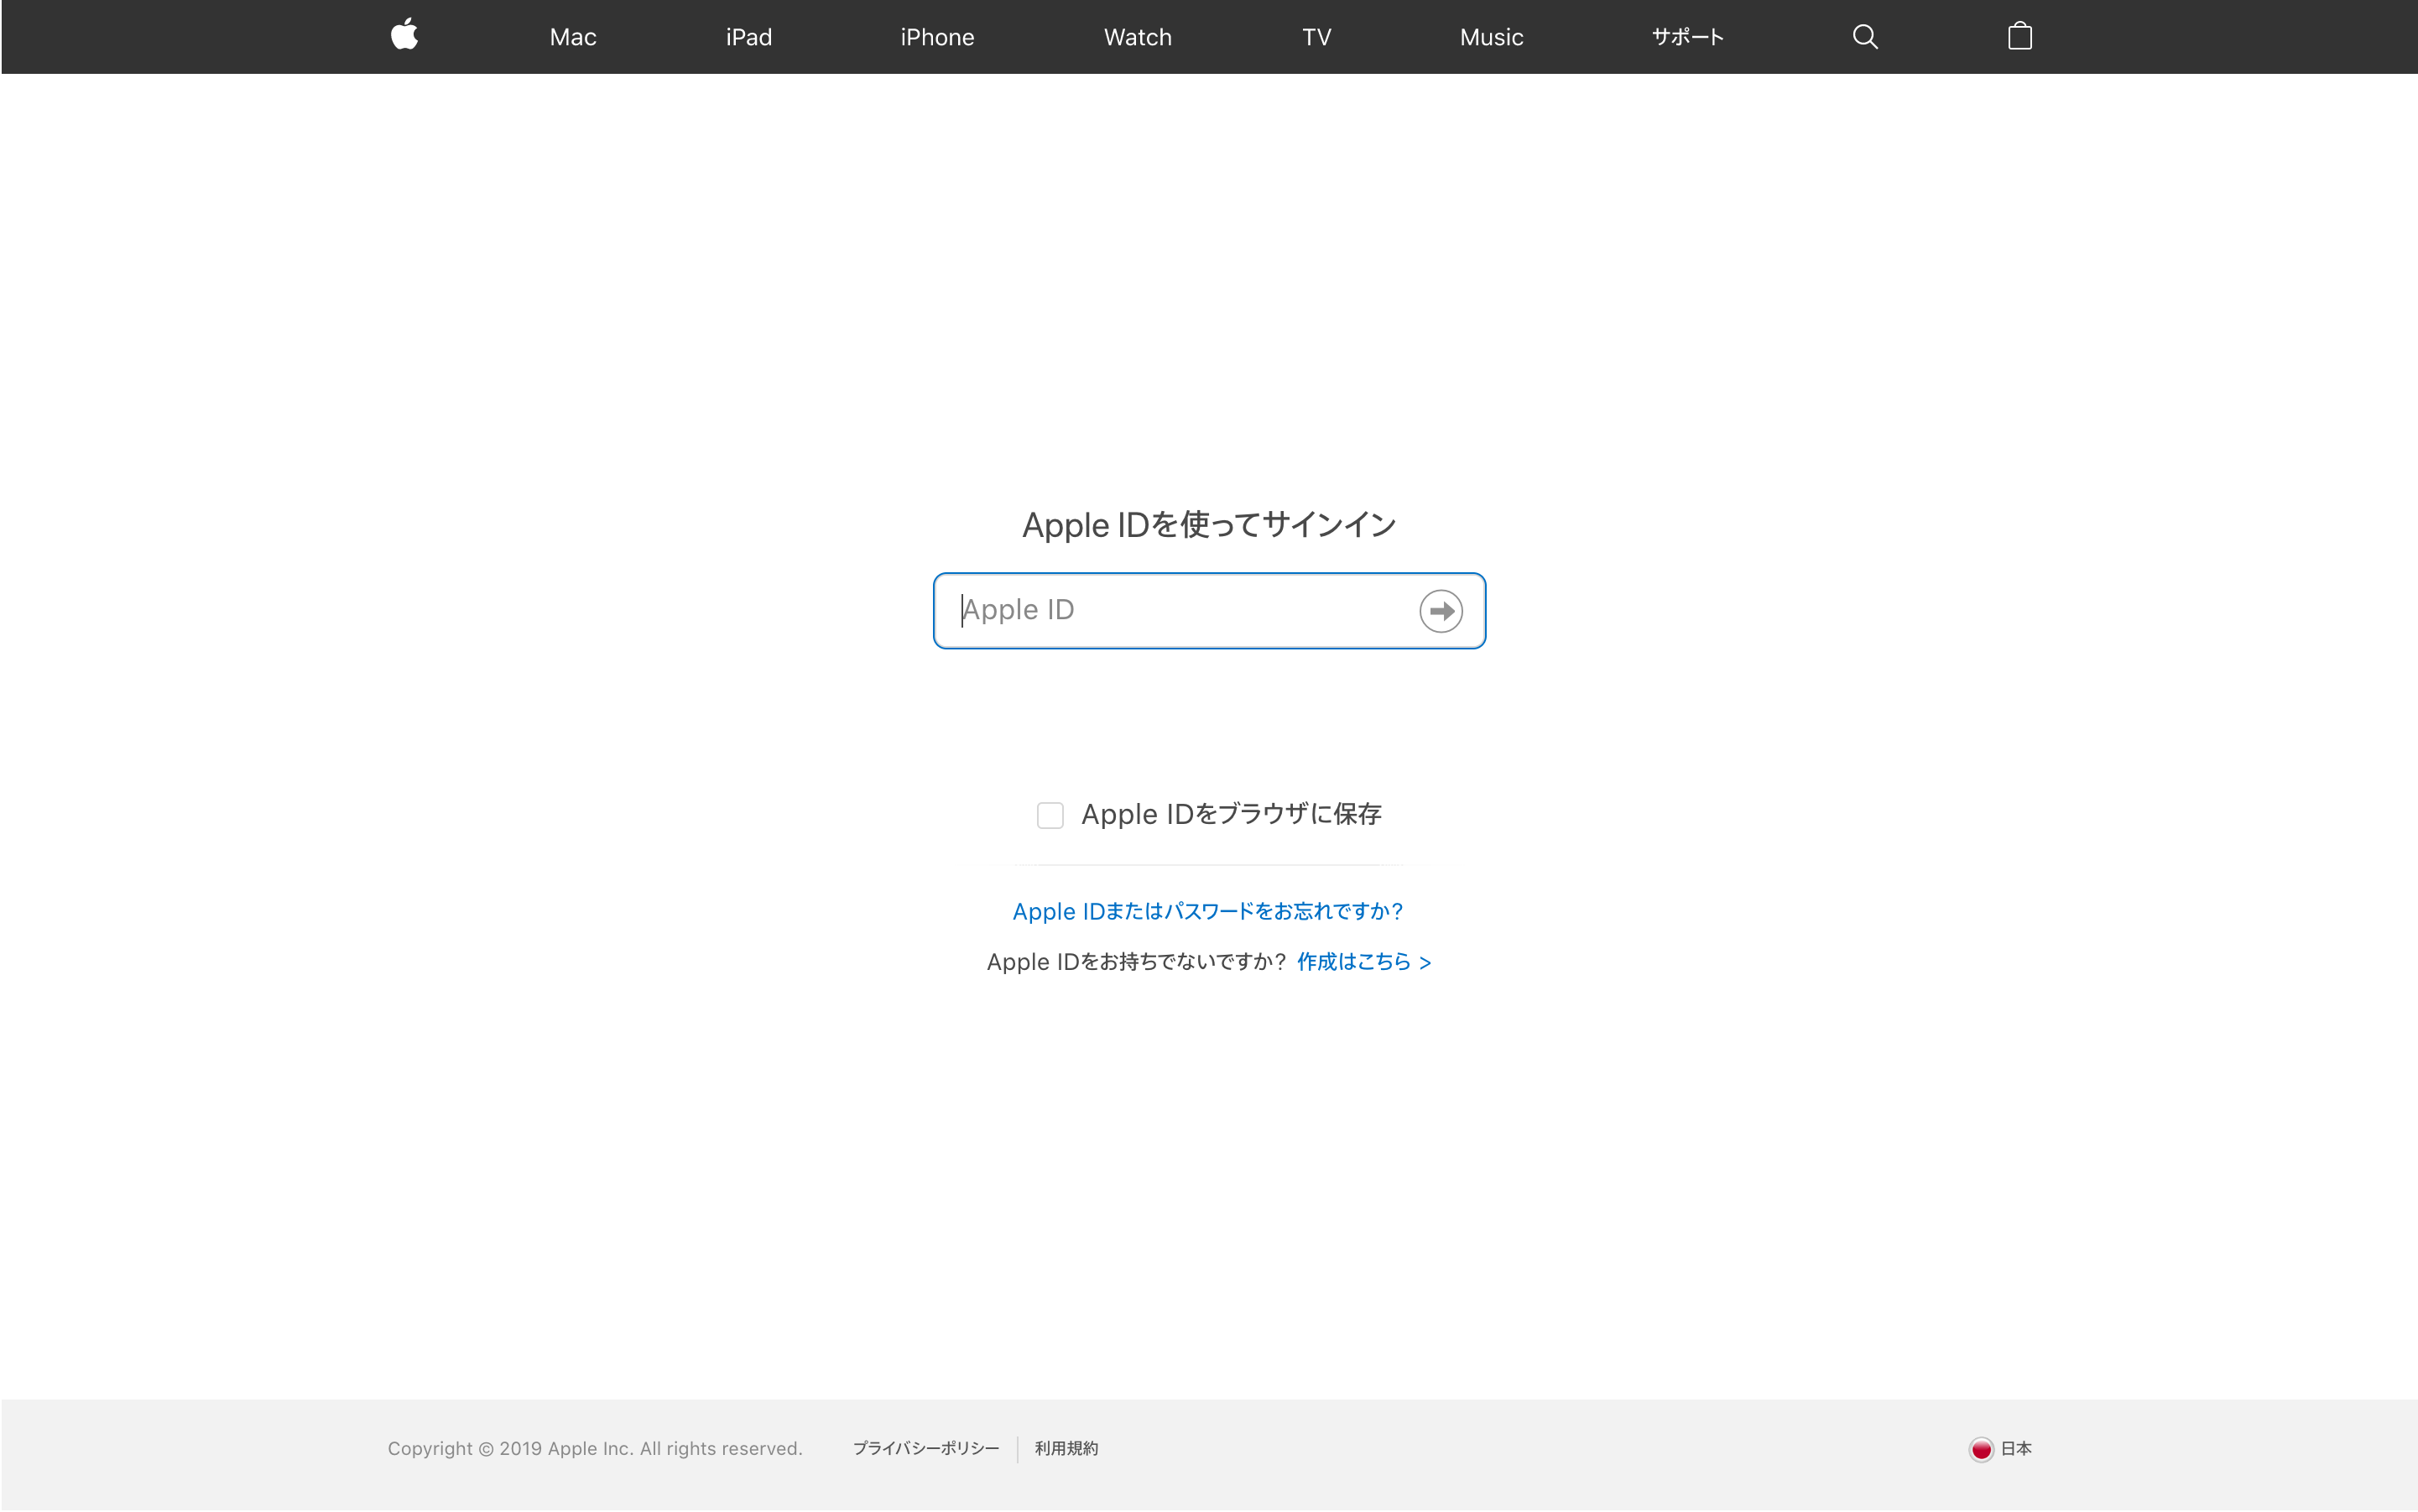 Mac iPad iPhone Watch TV Music サポート
Apple IDを使ってサインイン
Apple ID
Apple IDをブラウザに保存
Apple IDまたはパスワードをお忘れですか?
Apple IDをお持ちでないですか? 作成はこちら >
Copyright © 2019 Apple Inc. All rights reserved. プライバシーポリシー 利用規約 日本